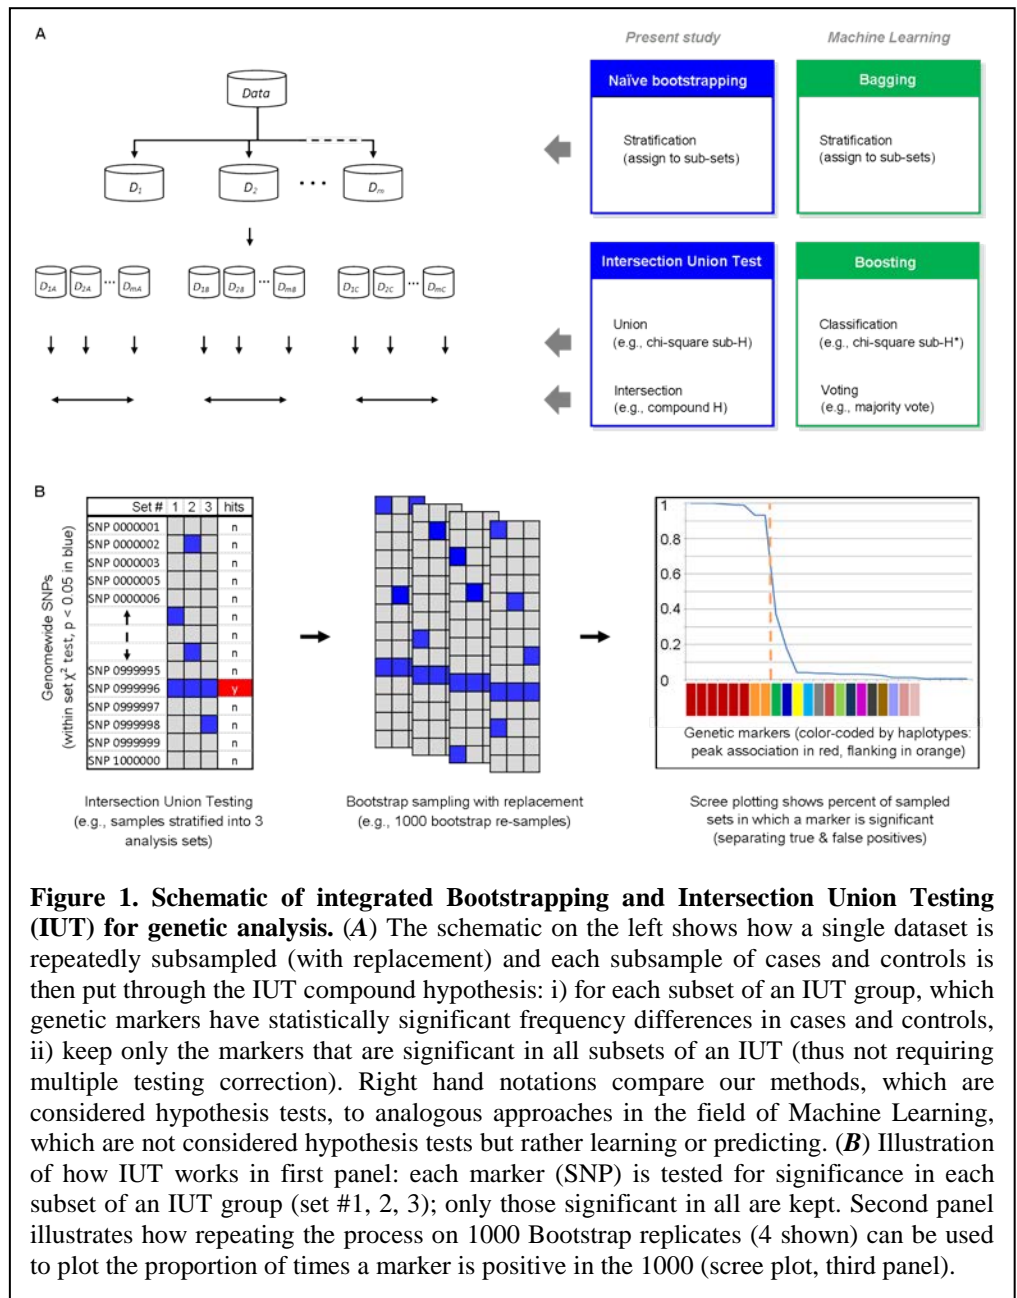 A
Present study
Machine Learning
Data
D1
D2
...
Dm
Naïve bootstrapping
Stratification
(assign to sub-sets)
Bagging
Stratification
(assign to sub-sets)
D1A D2A ... DmA
D1B D2B ... DmB
D1C D2C ... DmC
Intersection Union Test
Union
(e.g., chi-square sub-H)
Intersection
(e.g., compound H)
Boosting
Classification
(e.g., chi-square sub-H*)
Voting
(e.g., majority vote)
B
Genomewide SNPs
(within set χ² test, p < 0.05 in blue)
Set # 1 2 3 hits
SNP 0000001 n
SNP 0000002 n
SNP 0000003 n
SNP 0000005 n
SNP 0000006 n
n
n
n
SNP 0999995 n
SNP 0999996 y
SNP 0999997 n
SNP 0999998 n
SNP 0999999 n
SNP 1000000 n
Intersection Union Testing
(e.g., samples stratified into 3
analysis sets)
Bootstrap sampling with replacement
(e.g., 1000 bootstrap re-samples)
1
0.8
0.6
0.4
0.2
0
Genetic markers (color-coded by haplotypes:
peak association in red, flanking in orange)
Scree plotting shows percent of sampled
sets in which a marker is significant
(separating true & false positives)
Figure 1. Schematic of integrated Bootstrapping and Intersection Union Testing
(IUT) for genetic analysis. (A) The schematic on the left shows how a single dataset is
repeatedly subsampled (with replacement) and each subsample of cases and controls is
then put through the IUT compound hypothesis: i) for each subset of an IUT group, which
genetic markers have statistically significant frequency differences in cases and controls,
ii) keep only the markers that are significant in all subsets of an IUT (thus not requiring
multiple testing correction). Right hand notations compare our methods, which are
considered hypothesis tests, to analogous approaches in the field of Machine Learning,
which are not considered hypothesis tests but rather learning or predicting. (B) Illustration
of how IUT works in first panel: each marker (SNP) is tested for significance in each
subset of an IUT group (set #1, 2, 3); only those significant in all are kept. Second panel
illustrates how repeating the process on 1000 Bootstrap replicates (4 shown) can be used
to plot the proportion of times a marker is positive in the 1000 (scree plot, third panel).